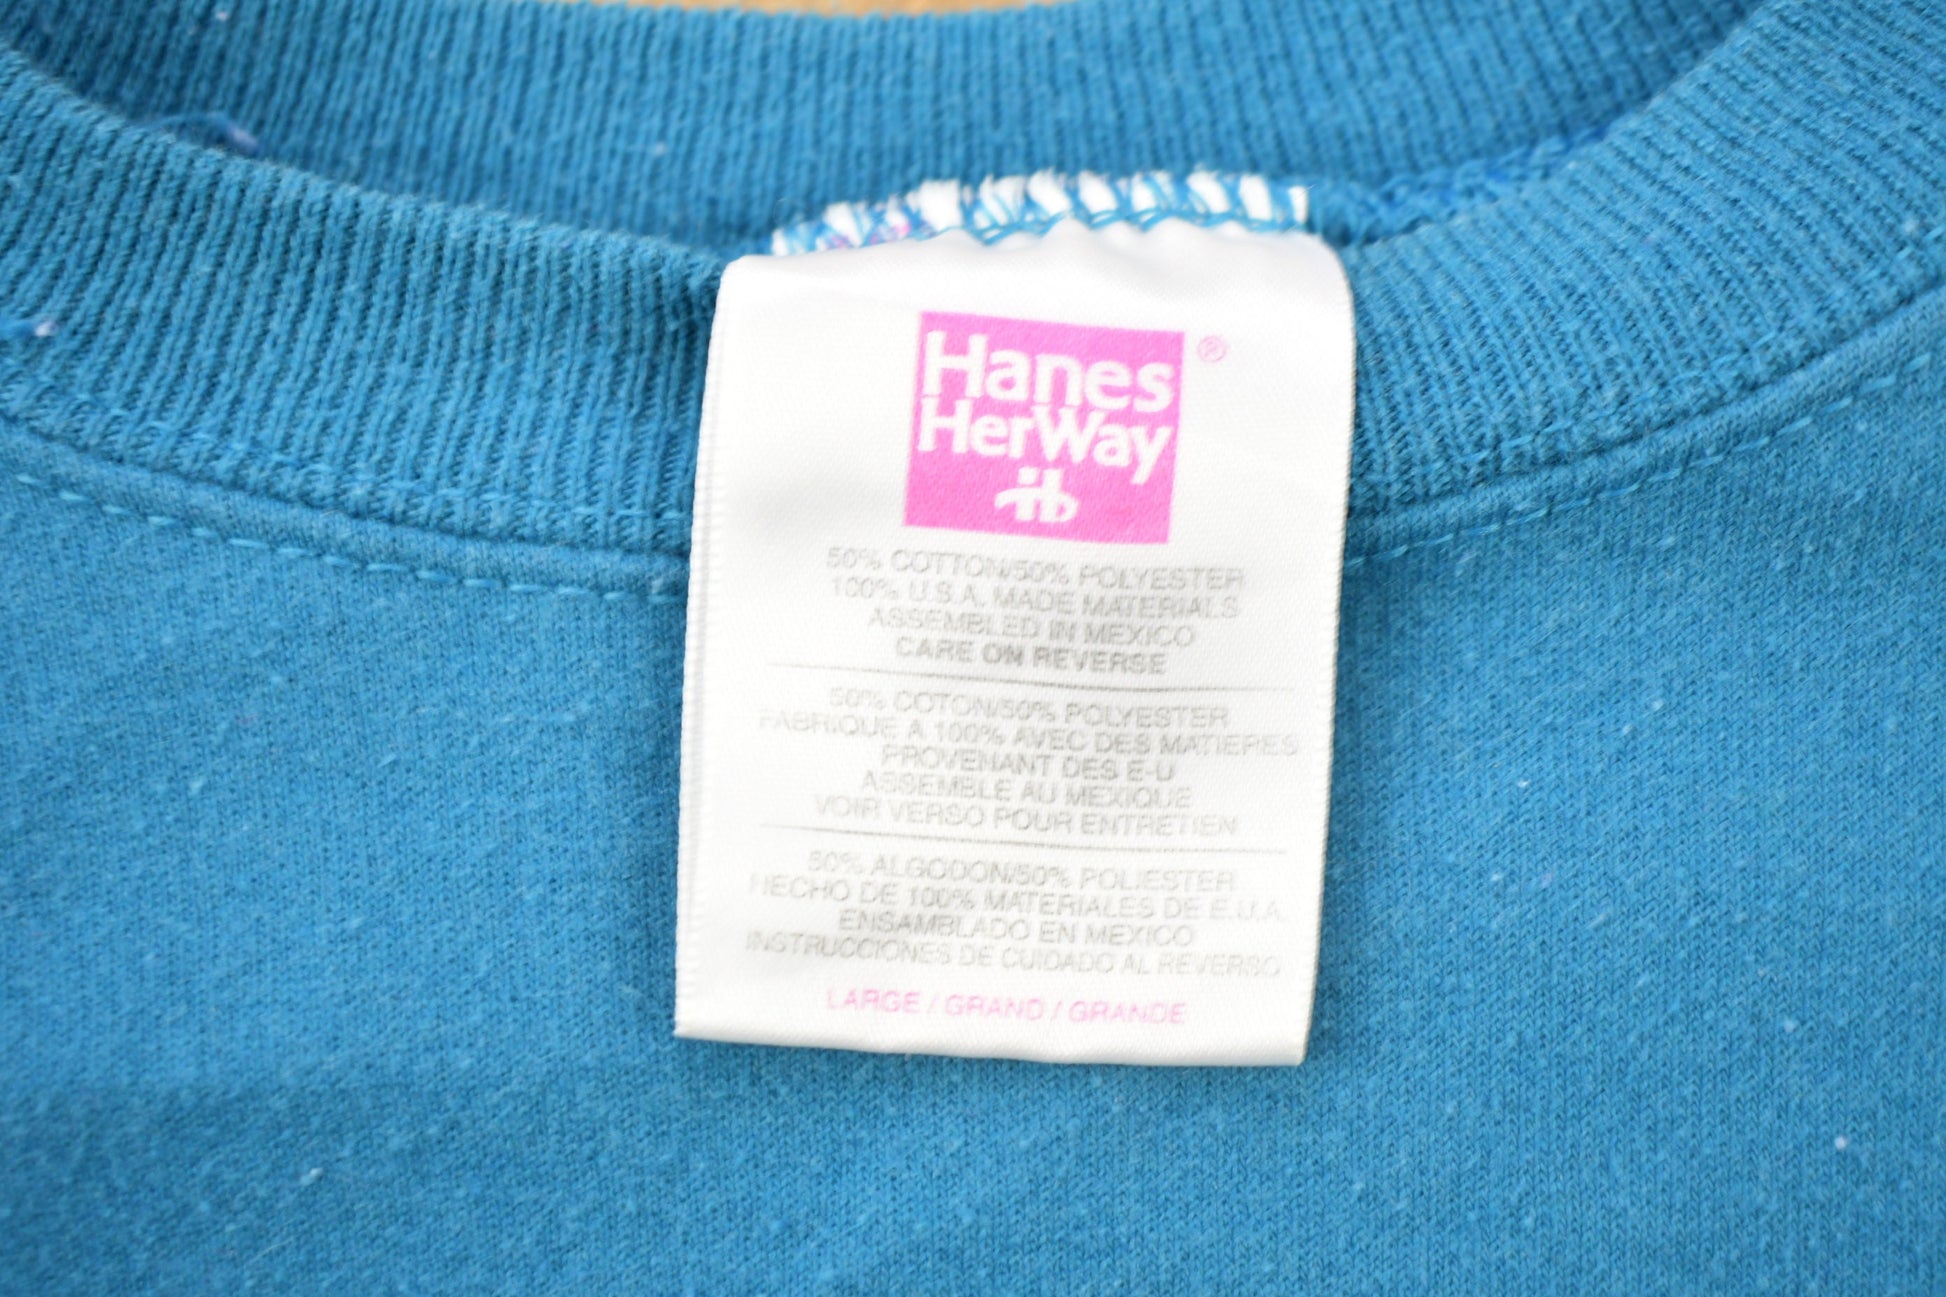 Hanes
HerWay
®
50% COTTON/50% POLYESTER
100% U.S.A. MADE MATERIALS
ASSEMBLED IN MEXICO
CARE ON REVERSE
50% COTON/50% POLYESTER
FABRIQUE A 100% AVEC DES MATIERES
PROVENANT DES E-U
ASSEMBLE AU MEXIQUE
VOIR VERSO POUR ENTRETIEN
50% ALGODON/50% POLIESTER
HECHO DE 100% MATERIALES DE E.U.A.
ENSAMBLADO EN MEXICO
INSTRUCCIONES DE CUIDADO AL REVERSO
LARGE / GRAND / GRANDE